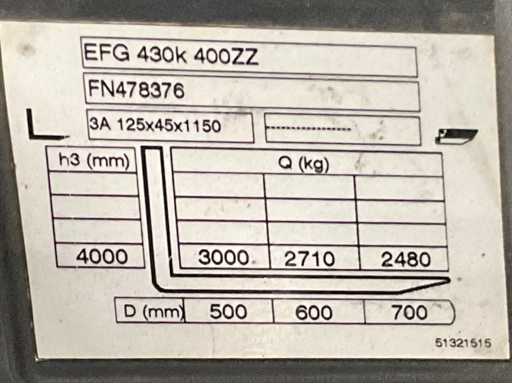 EFG 430k 400ZZ
FN478376
3A 125x45x1150 --------------------
h3 (mm) Q (kg)
4000 3000 2710 2480
D (mm) 500 600 700
51321515